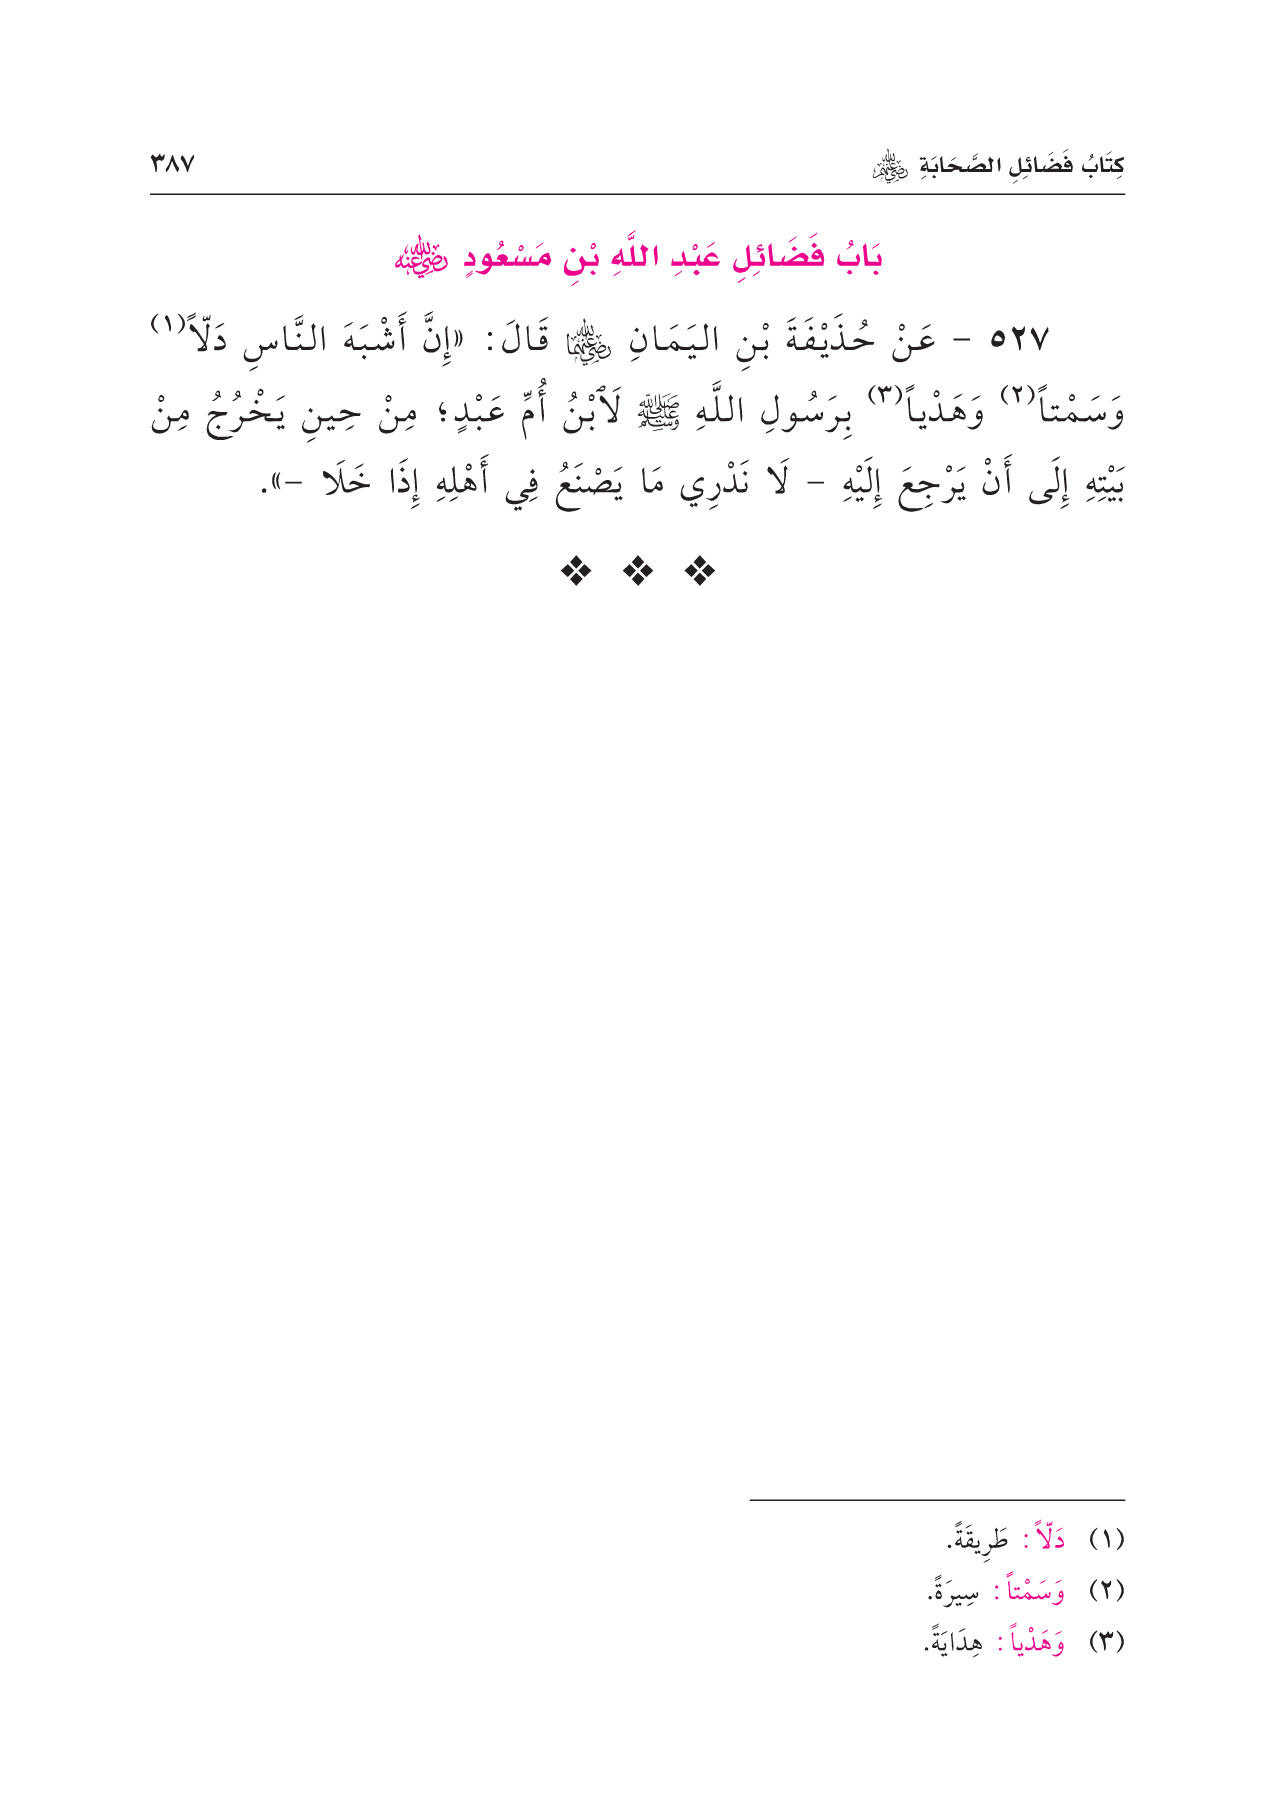 كِتَابُ فَضَائِلِ الصَّحَابَةِ رضي الله عنهم ٣٨٧
بَابُ فَضَائِلِ عَبْدِ اللَّهِ بْنِ مَسْعُودٍ رضي الله عنه
٥٢٧ - عَنْ حُذَيْفَةَ بْنِ اليَمَانِ رضي الله عنهما قَالَ: «إِنَّ أَشْبَهَ النَّاسِ دَلّاً(١)
وَسَمْتاً(٢) وَهَدْياً(٣) بِرَسُولِ اللَّهِ ﷺ لَٱبْنُ أُمِّ عَبْدٍ؛ مِنْ حِينِ يَخْرُجُ مِنْ
بَيْتِهِ إِلَى أَنْ يَرْجِعَ إِلَيْهِ - لَا نَدْرِي مَا يَصْنَعُ فِي أَهْلِهِ إِذَا خَلَا -».
(١) دَلّاً: طَرِيقَةً.
(٢) وَسَمْتاً: سِيرَةً.
(٣) وَهَدْياً: هِدَايَةً.